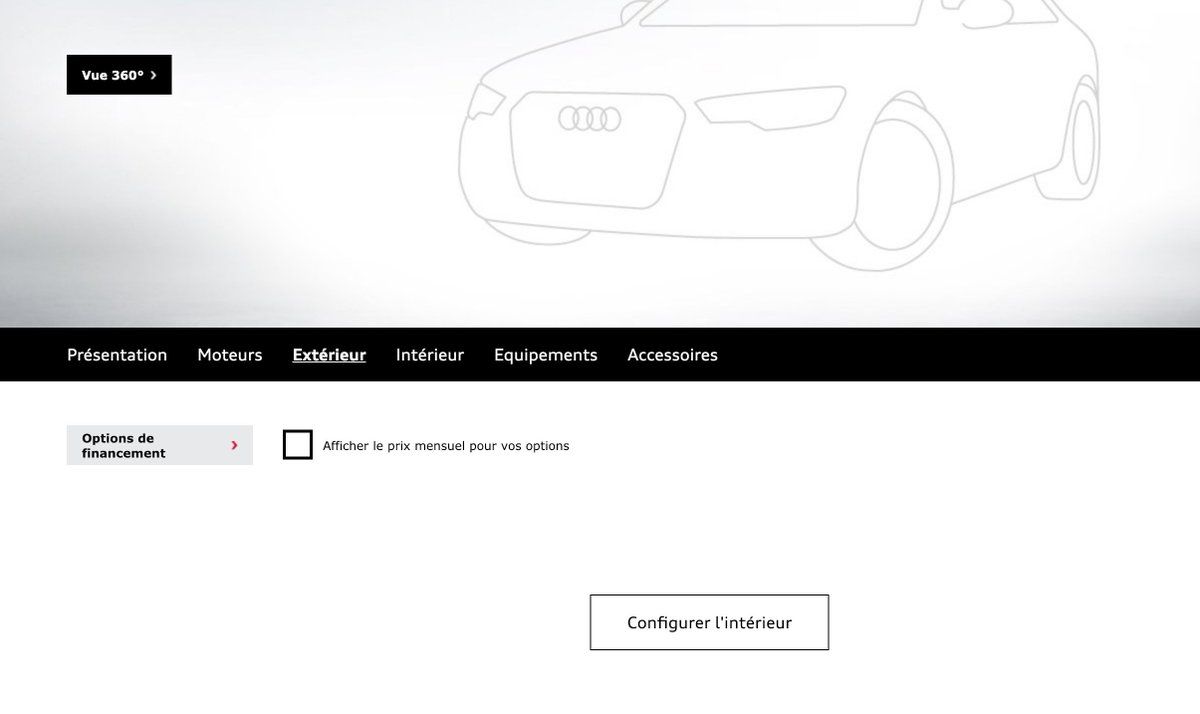 Vue 360°
Présentation Moteurs Extérieur Intérieur Equipements Accessoires
Options de
financement
Afficher le prix mensuel pour vos options
Configurer l'intérieur